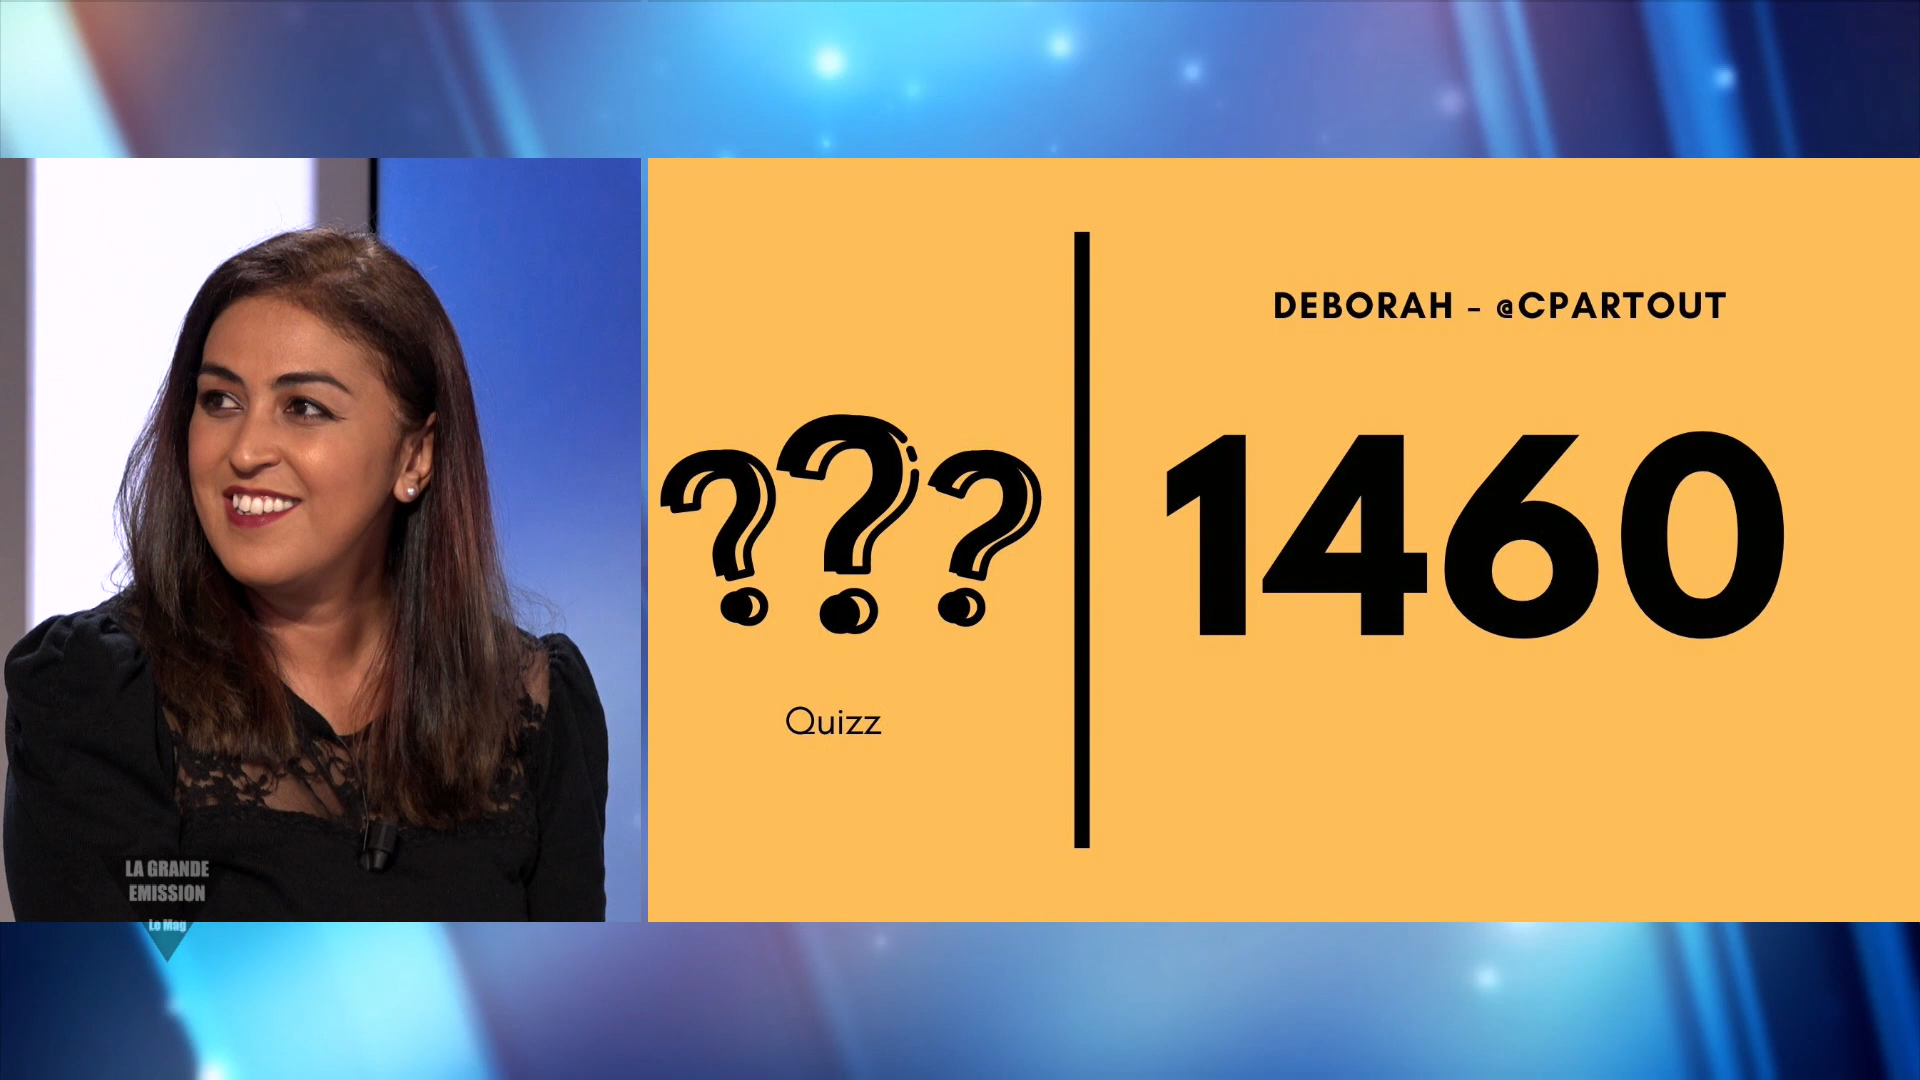 DEBORAH - @CPARTOUT
???
1460
Quizz
LA GRANDE
EMISSION
Le Mag